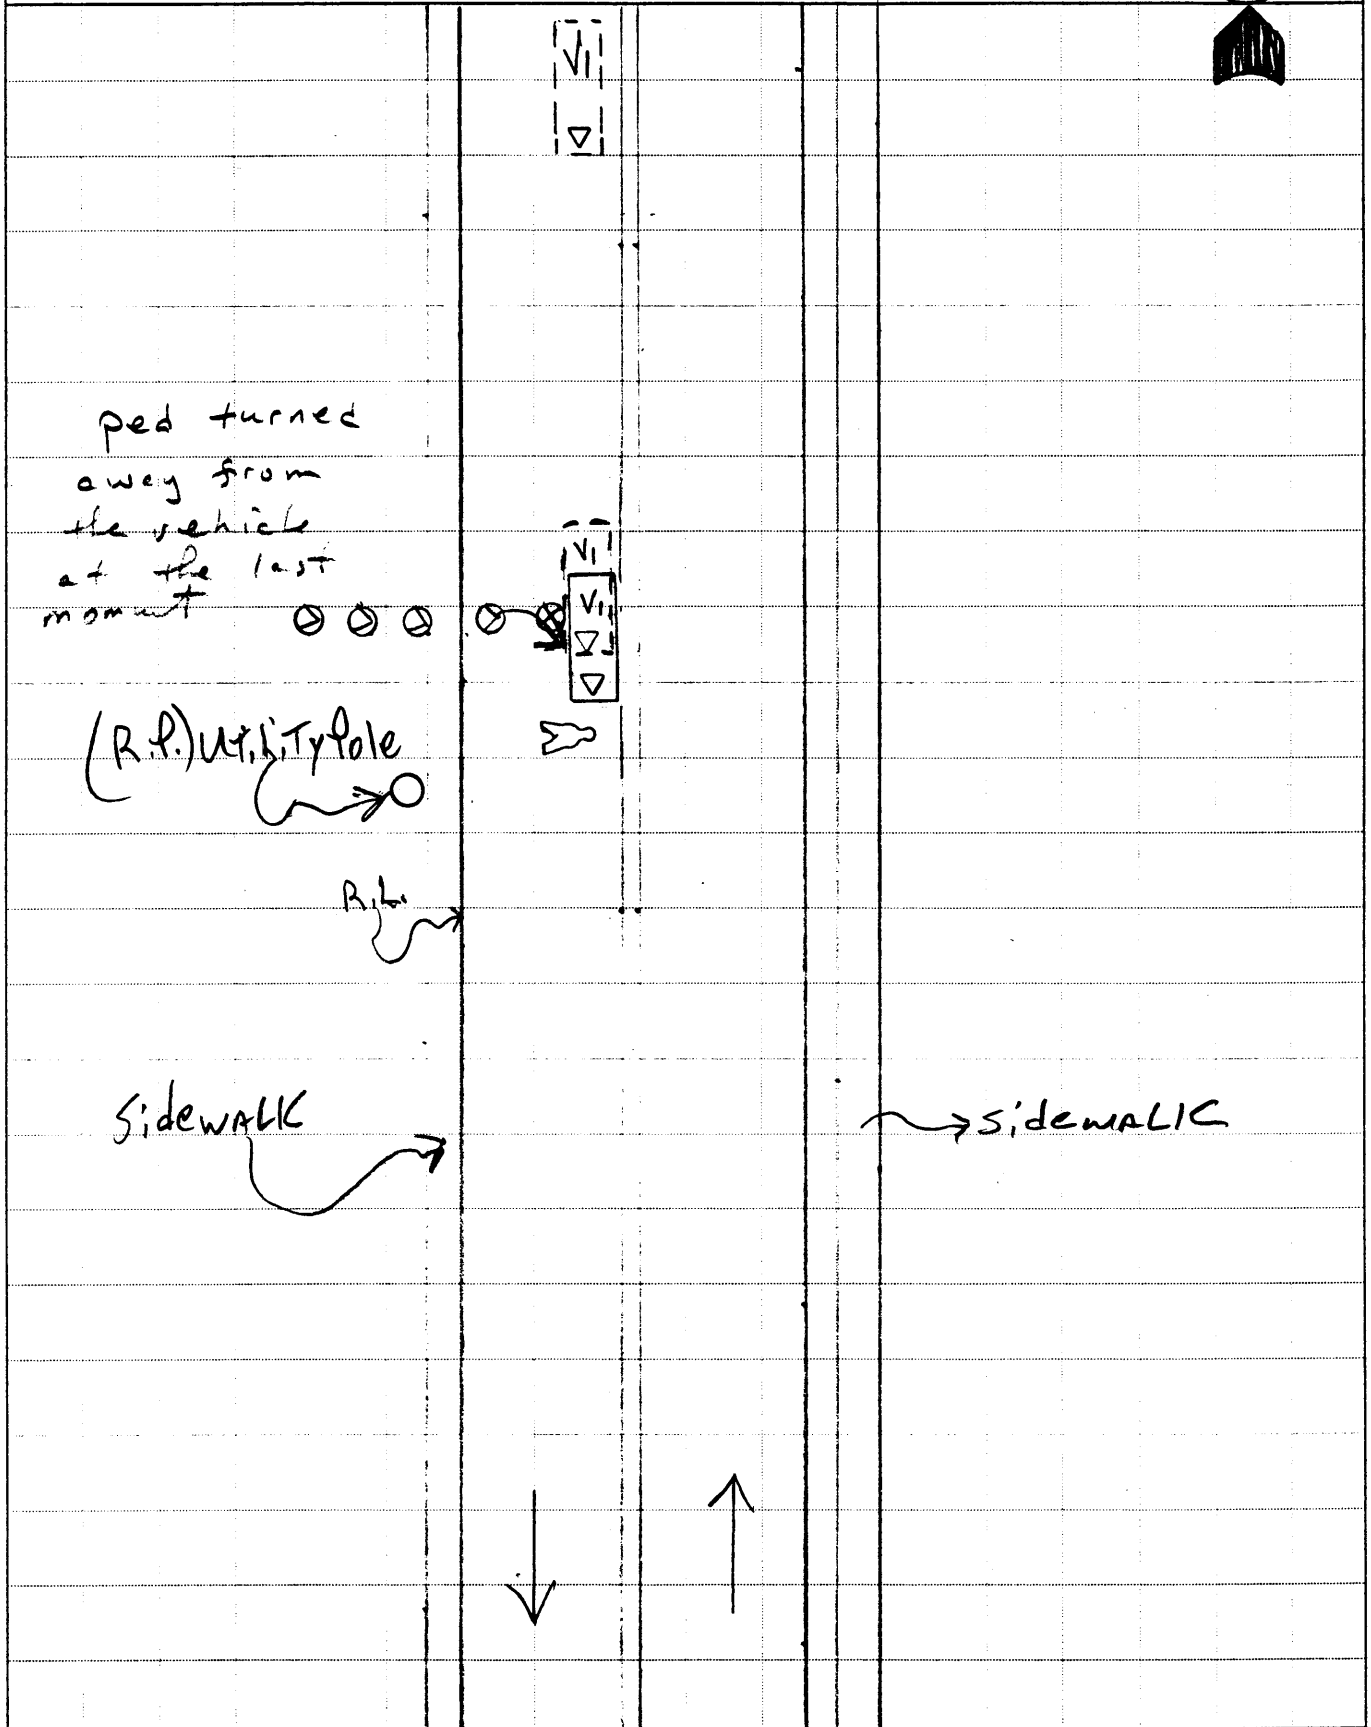 V1
ped turned
away from
the vehicle
at the last
moment
V1
V1
(R.P.) UtiLiTy Pole
R.L.
SidewALK
sidewALK